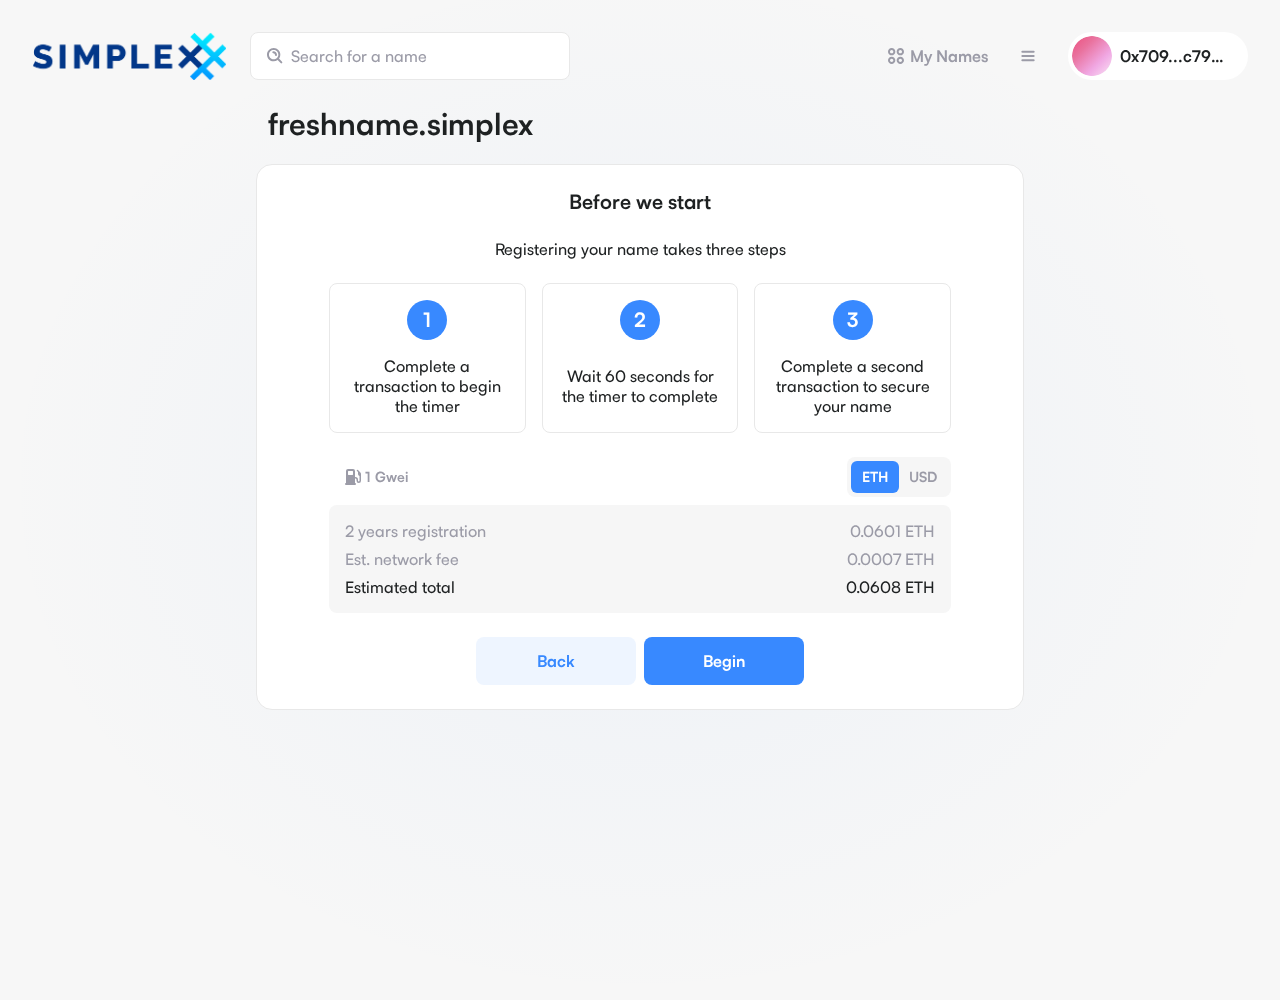 SIMPLEX
Search for a name
My Names
0x709...c79...
freshname.simplex
Before we start
Registering your name takes three steps
1
Complete a
transaction to begin
the timer
2
Wait 60 seconds for
the timer to complete
3
Complete a second
transaction to secure
your name
1 Gwei
ETH
USD
2 years registration
0.0601 ETH
Est. network fee
0.0007 ETH
Estimated total
0.0608 ETH
Back
Begin